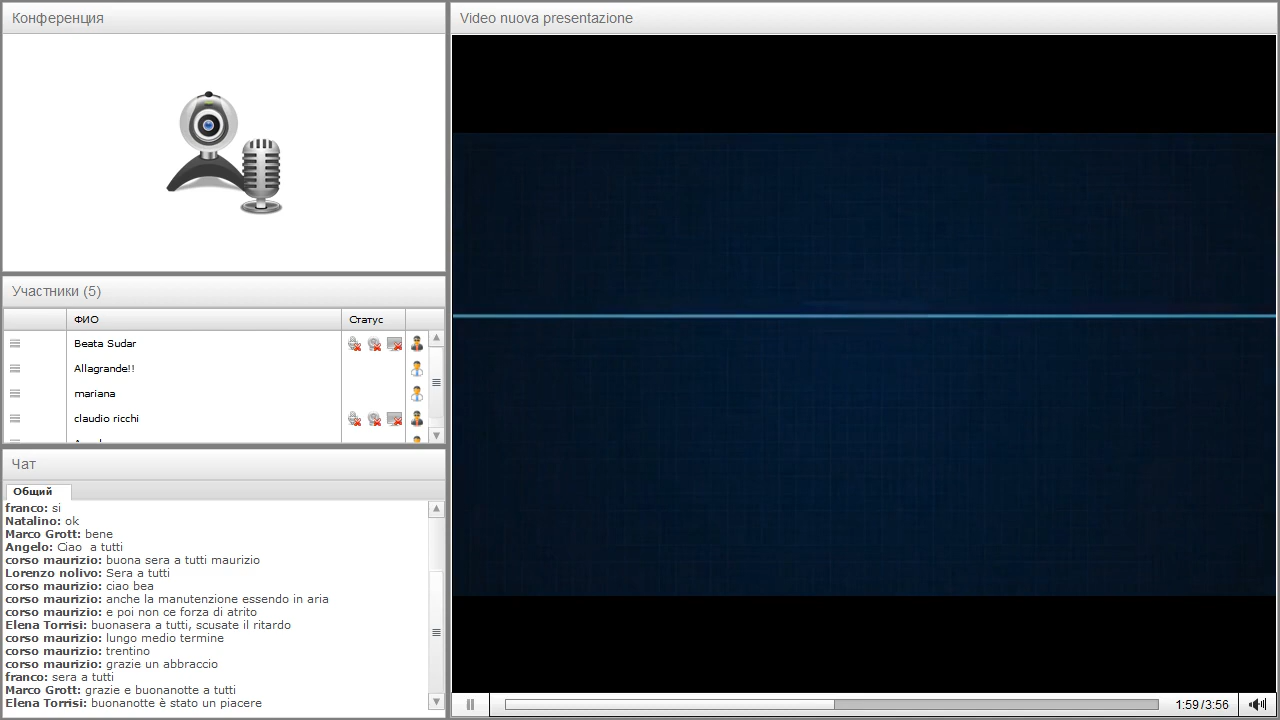 Конференция
Video nuova presentazione
Участники (5)
ФИО Статус
Beata Sudar
Allagrande!!
mariana
claudio ricchi
Чат
Общий
franco: si
Natalino: ok
Marco Grott: bene
Angelo: Ciao a tutti
corso maurizio: buona sera a tutti maurizio
Lorenzo nolivo: Sera a tutti
corso maurizio: ciao bea
corso maurizio: anche la manutenzione essendo in aria
corso maurizio: e poi non ce forza di atrito
Elena Torrisi: buonasera a tutti, scusate il ritardo
corso maurizio: lungo medio termine
corso maurizio: trentino
corso maurizio: grazie un abbraccio
franco: sera a tutti
Marco Grott: grazie e buonanotte a tutti
Elena Torrisi: buonanotte è stato un piacere
1:59/3:56